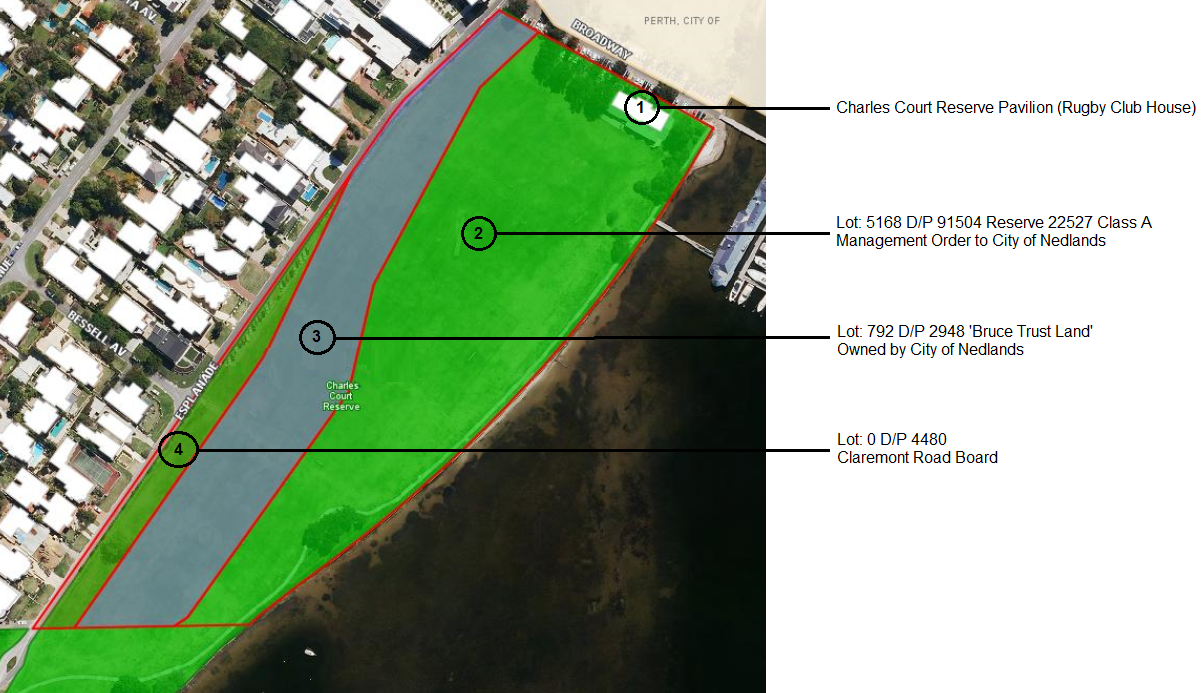 PERTH, CITY OF
BROADWAY
1
Charles Court Reserve Pavilion (Rugby Club House)
2
Lot: 5168 D/P 91504 Reserve 22527 Class A
Management Order to City of Nedlands
BESSELL AV
3
Lot: 792 D/P 2948 'Bruce Trust Land'
Owned by City of Nedlands
ESPLANADE
Charles
Court
Reserve
4
Lot: 0 D/P 4480
Claremont Road Board